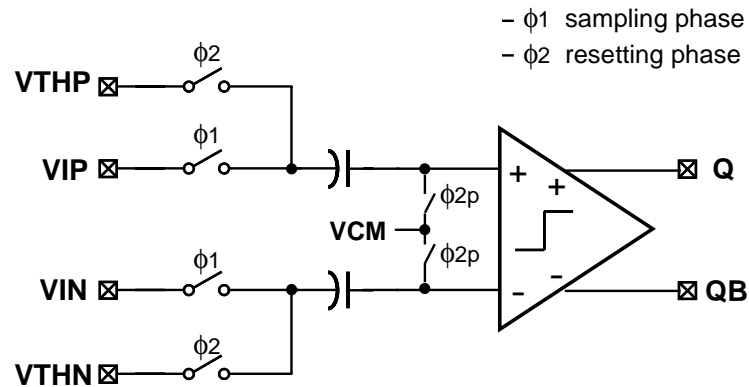 – ϕ1 sampling phase
– ϕ2 resetting phase
ϕ2
VTHP
ϕ1
VIP
Q
+
+
ϕ2p
VCM
ϕ2p
ϕ1
VIN
–
–
QB
ϕ2
VTHN